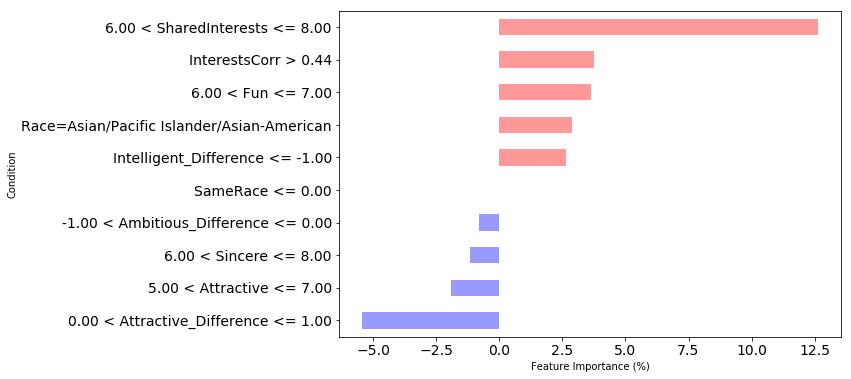 6.00 < SharedInterests <= 8.00
InterestsCorr > 0.44
6.00 < Fun <= 7.00
Race=Asian/Pacific Islander/Asian-American
Intelligent_Difference <= -1.00
SameRace <= 0.00
-1.00 < Ambitious_Difference <= 0.00
6.00 < Sincere <= 8.00
5.00 < Attractive <= 7.00
0.00 < Attractive_Difference <= 1.00
Condition
−5.0 −2.5 0.0 2.5 5.0 7.5 10.0 12.5
Feature Importance (%)